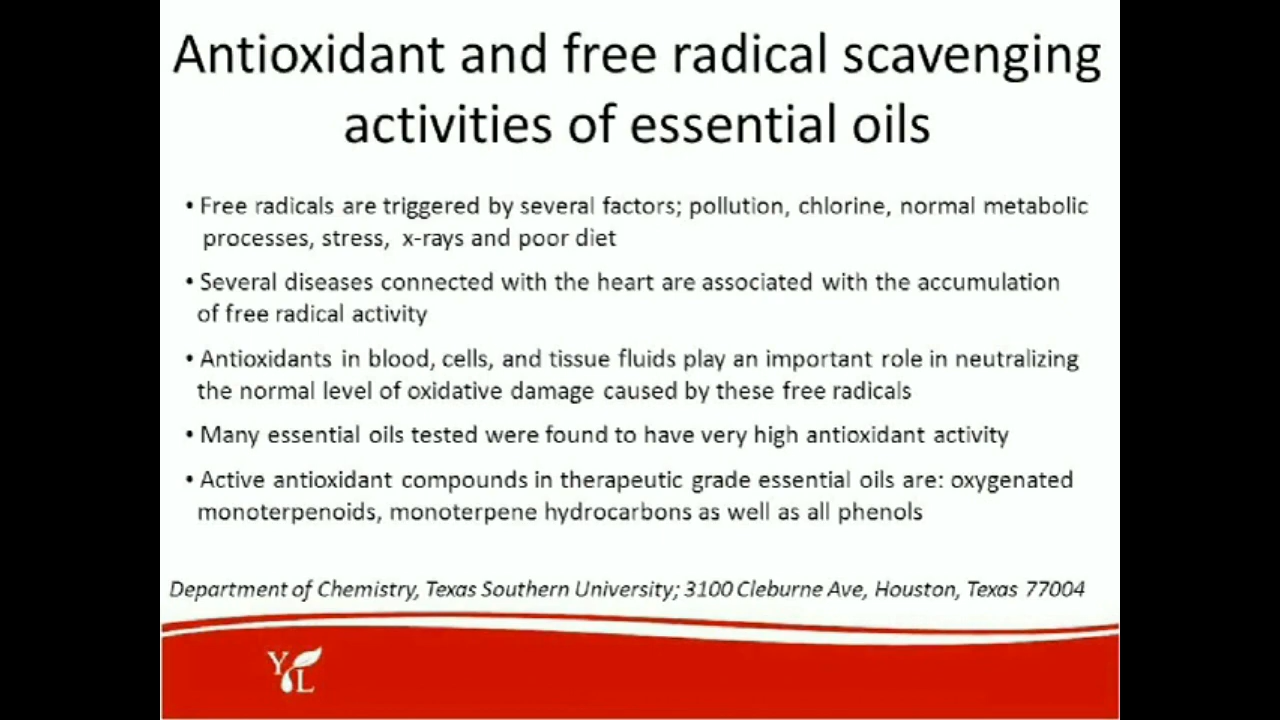 Antioxidant and free radical scavenging
activities of essential oils
• Free radicals are triggered by several factors; pollution, chlorine, normal metabolic
processes, stress, x-rays and poor diet
• Several diseases connected with the heart are associated with the accumulation
of free radical activity
• Antioxidants in blood, cells, and tissue fluids play an important role in neutralizing
the normal level of oxidative damage caused by these free radicals
• Many essential oils tested were found to have very high antioxidant activity
• Active antioxidant compounds in therapeutic grade essential oils are: oxygenated
monoterpenoids, monoterpene hydrocarbons as well as all phenols
Department of Chemistry, Texas Southern University; 3100 Cleburne Ave, Houston, Texas 77004
YL